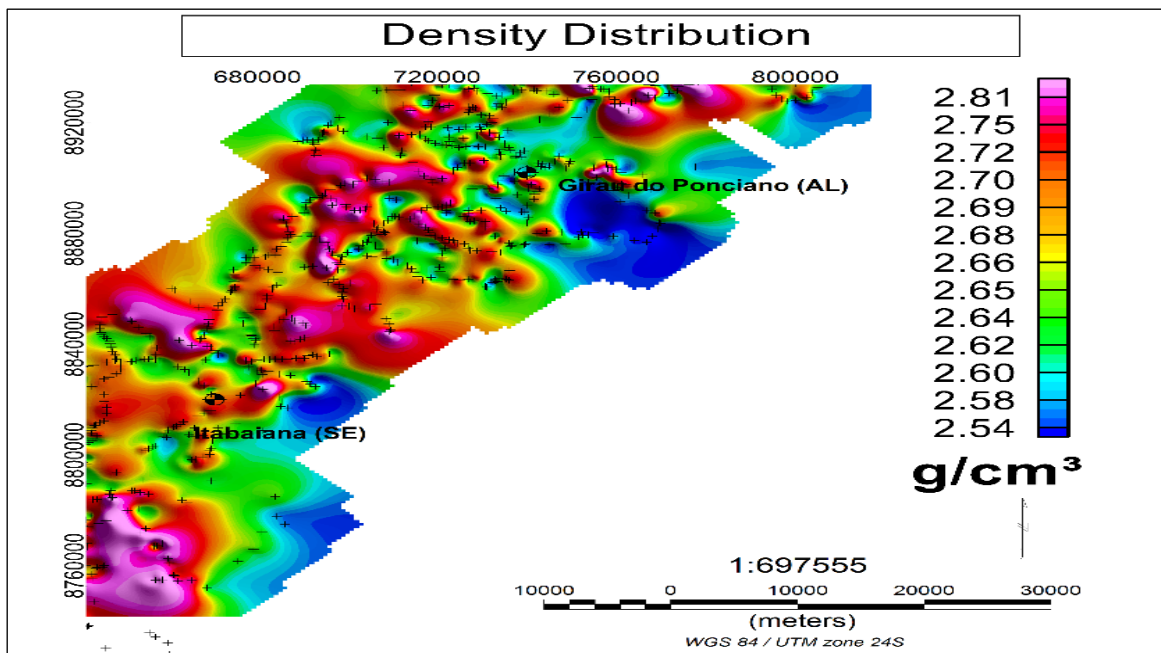 Density Distribution
680000 720000 760000 800000
8920000
8880000
8840000
8800000
8760000
Girau do Ponciano (AL)
Itabaiana (SE)
2.81
2.75
2.72
2.70
2.69
2.68
2.66
2.65
2.64
2.62
2.60
2.58
2.54
g/cm³
1:697555
10000 0 10000 20000 30000
(meters)
WGS 84 / UTM zone 24S